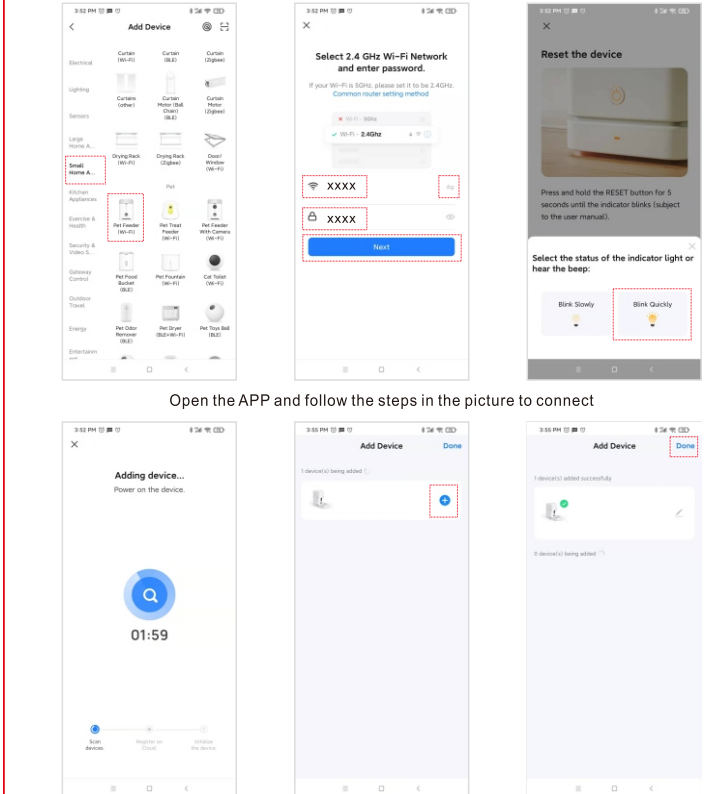 3:52 PM
Add Device
Electrical
Lighting
Sensors
Large
Home A...
Small
Home A...
Kitchen
Appliances
Exercise &
Health
Security &
Video S...
Gateway
Control
Outdoor
Travel
Energy
Entertainm
Curtain
(Wi-Fi)
Curtain
(BLE)
Curtain
(Zigbee)
Curtains
(other)
Curtain
Motor (Ball
Chain)
(BLE)
Curtain
Motor
(Zigbee)
Drying Rack
(Wi-Fi)
Drying Rack
(Zigbee)
Door/
Window
(Wi-Fi)
Pet
Pet Feeder
(Wi-Fi)
Pet Treat
Feeder
(Wi-Fi)
Pet Feeder
With Camera
(Wi-Fi)
Pet Food
Bucket
(BLE)
Pet Fountain
(Wi-Fi)
Cat Toilet
(Wi-Fi)
Pet Odor
Remover
(BLE)
Pet Dryer
(BLE+Wi-Fi)
Pet Toys Ball
(BLE)
3:52 PM
Select 2.4 GHz Wi-Fi Network
and enter password.
If your Wi-Fi is 5GHz, please set it to be 2.4GHz.
Common router setting method
Wi-Fi - 5Ghz
Wi-Fi - 2.4Ghz
XXXX
XXXX
Next
3:52 PM
Reset the device
Press and hold the RESET button for 5
seconds until the indicator blinks (subject
to the user manual).
Select the status of the indicator light or
hear the beep:
Blink Slowly
Blink Quickly
Open the APP and follow the steps in the picture to connect
3:52 PM
Adding device...
Power on the device.
01:59
Scan
devices
Register on
Cloud
Initialize
the device
3:55 PM
Add Device
Done
1 device(s) being added
3:55 PM
Add Device
Done
1 device(s) added successfully
0 device(s) being added